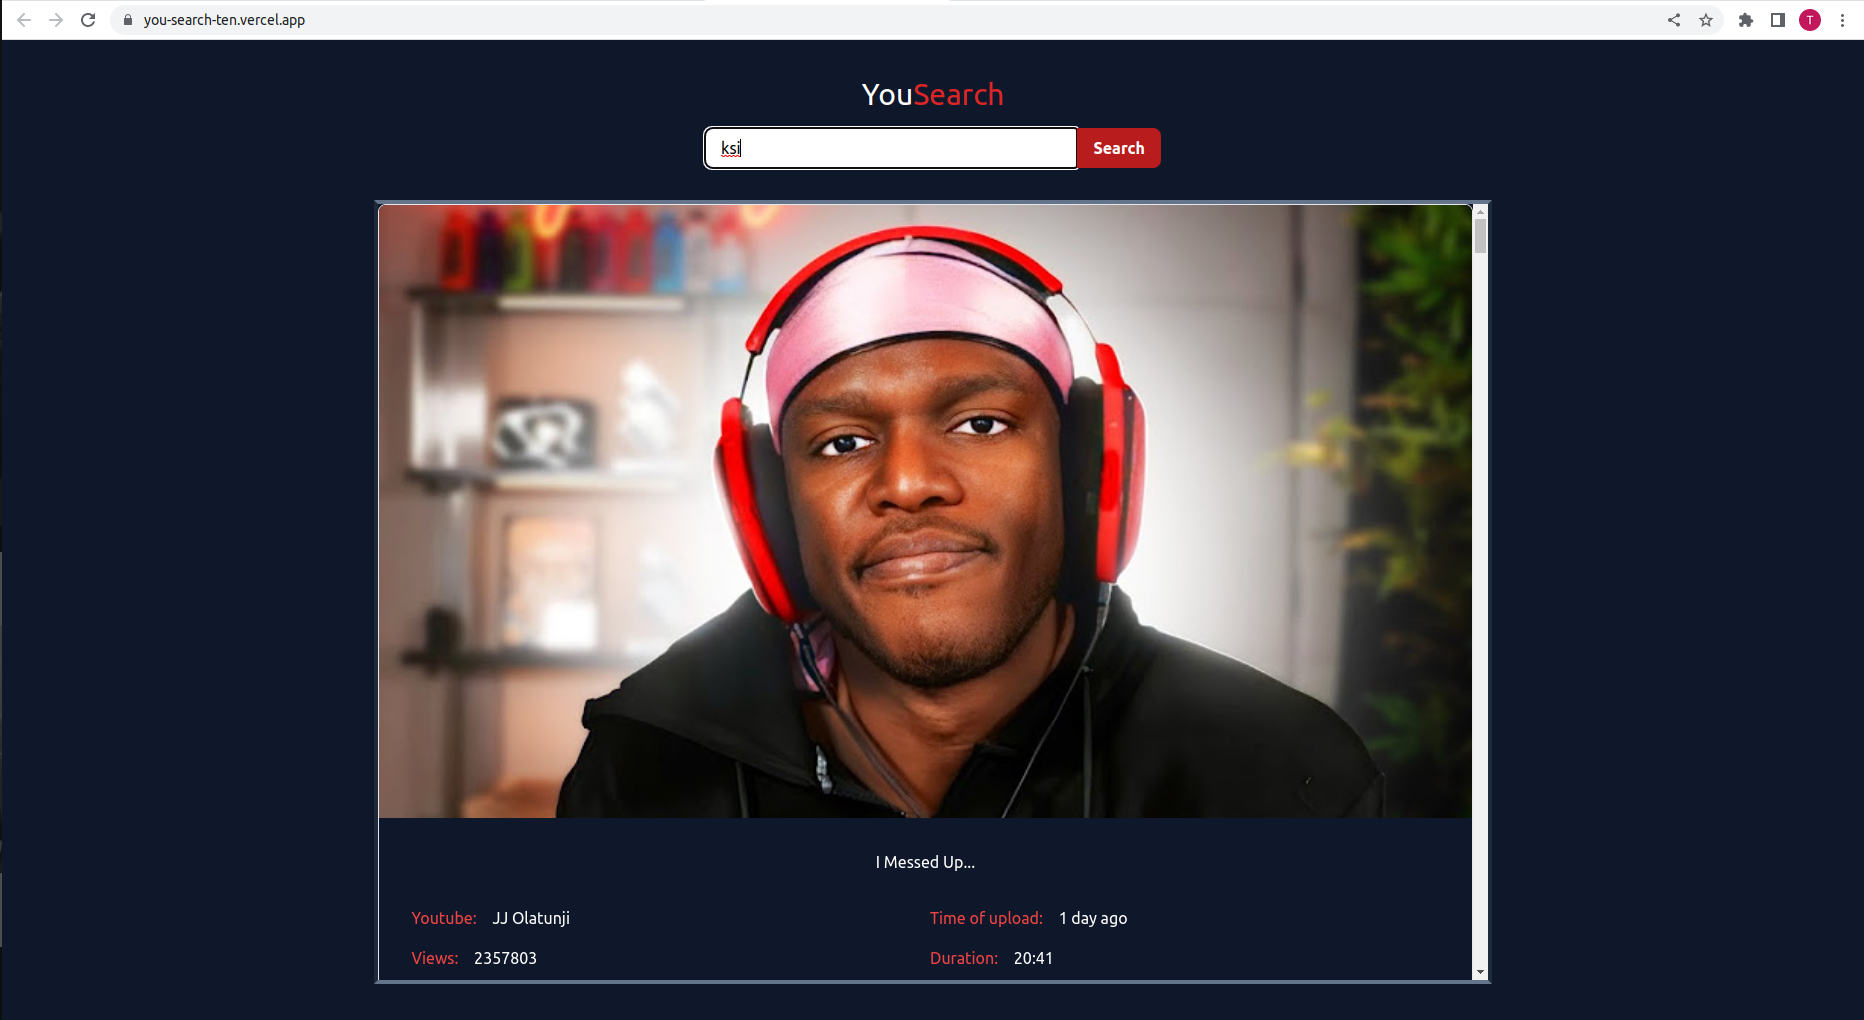 you-search-ten.vercel.app
T
YouSearch
ksi
Search
I Messed Up...
Youtube: JJ Olatunji
Time of upload: 1 day ago
Views: 2357803
Duration: 20:41